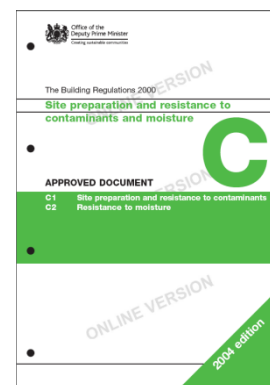 Office of the
Deputy Prime Minister
Creating sustainable communities
ONLINE VERSION
The Building Regulations 2000
Site preparation and resistance to
contaminants and moisture
C
ONLINE VERSION
APPROVED DOCUMENT
C1 Site preparation and resistance to contaminants
C2 Resistance to moisture
ONLINE VERSION
2004 edition